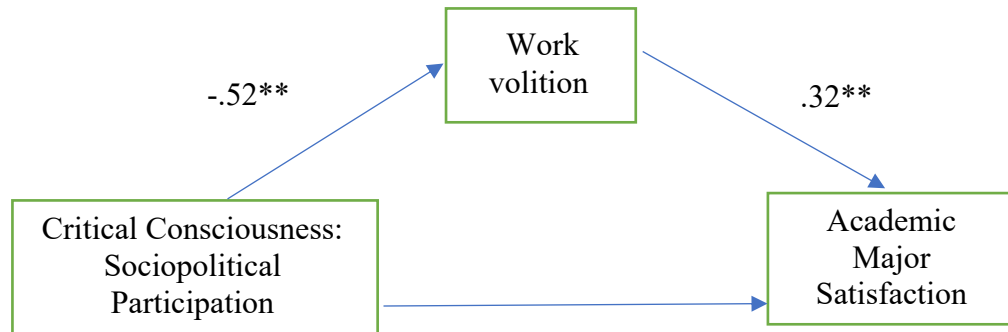 Work
volition
-.52**
.32**
Critical Consciousness:
Sociopolitical
Participation
Academic
Major
Satisfaction